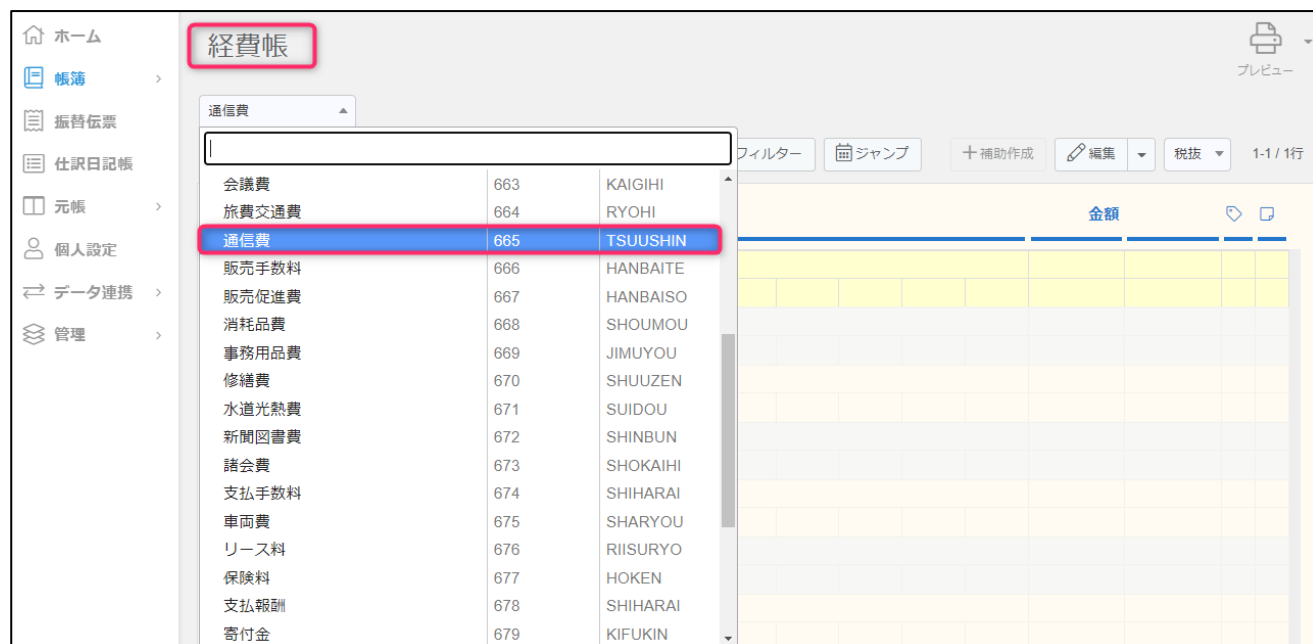 ホーム
帳簿
振替伝票
仕訳日記帳
元帳
個人設定
データ連携
管理
経費帳
プレビュー
通信費
フィルター ジャンプ +補助作成 編集 税抜 1-1 / 1行
金額
会議費 663 KAIGIHI
旅費交通費 664 RYOHI
通信費 665 TSUUSHIN
販売手数料 666 HANBAITE
販売促進費 667 HANBAISO
消耗品費 668 SHOUMOU
事務用品費 669 JIMUYOU
修繕費 670 SHUUZEN
水道光熱費 671 SUIDOU
新聞図書費 672 SHINBUN
諸会費 673 SHOKAIHI
支払手数料 674 SHIHARAI
車両費 675 SHARYOU
リース料 676 RIISURYO
保険料 677 HOKEN
支払報酬 678 SHIHARAI
寄付金 679 KIFUKIN